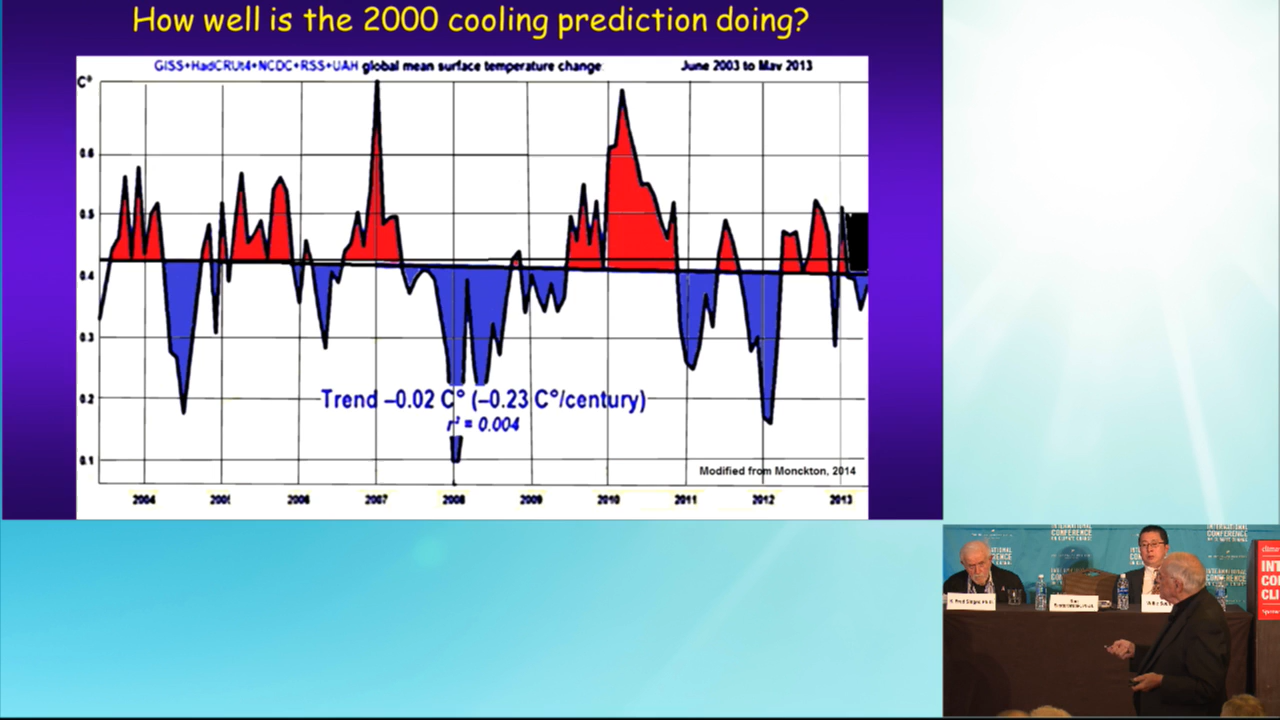 How well is the 2000 cooling prediction doing?
GISS+HadCRUt4+NCDC+RSS+UAH global mean surface temperature change June 2003 to May 2013
C°
0.6
0.5
0.4
0.3
0.2
0.1
Trend –0.02 C° (–0.23 C°/century)
r² = 0.004
Modified from Monckton, 2014
2004 2005 2006 2007 2008 2009 2010 2011 2012 2013
INTERNATIONAL
CONFERENCE